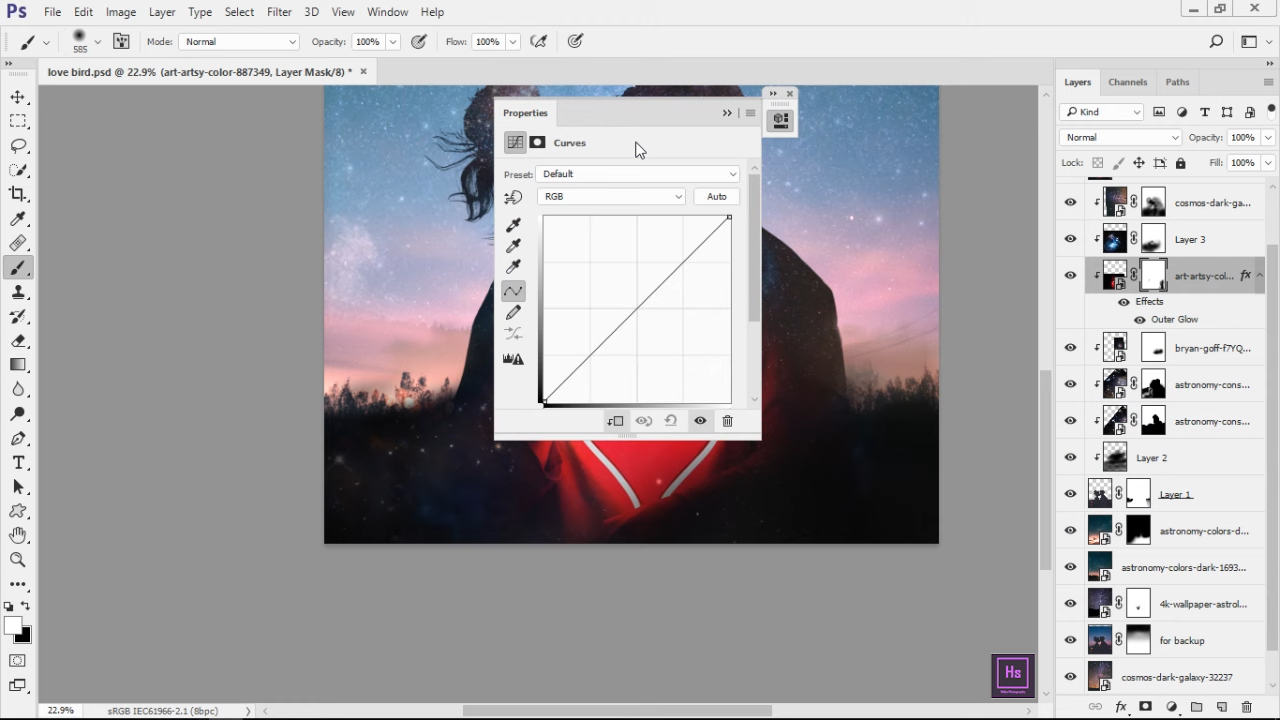 Ps File Edit Image Layer Type Select Filter 3D View Window Help
585 Mode: Normal Opacity: 100% Flow: 100%
love bird.psd @ 22.9% (art-artsy-color-887349, Layer Mask/8) *
Properties
Curves
Preset: Default
RGB Auto
Layers Channels Paths
Kind
Normal Opacity: 100%
Lock: Fill: 100%
cosmos-dark-ga...
Layer 3
art-artsy-col... fx
Effects
Outer Glow
bryan-goff-f7YQ...
astronomy-cons...
astronomy-cons...
Layer 2
Layer 1
astronomy-colors-d...
astronomy-colors-dark-1693...
4k-wallpaper-astrol...
for backup
cosmos-dark-galaxy-32237
fx
Hs
22.9% sRGB IEC61966-2.1 (8bpc)